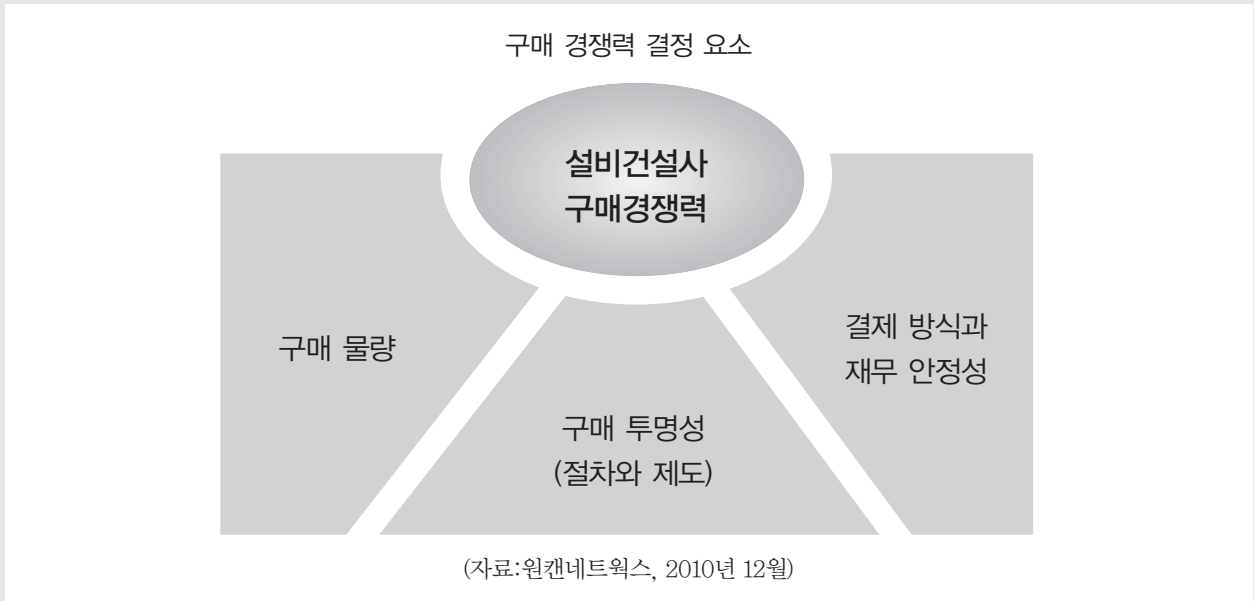 구매 경쟁력 결정 요소
설비건설사
구매경쟁력
구매 물량
구매 투명성
(절차와 제도)
결제 방식과
재무 안정성
(자료:원캔네트웍스, 2010년 12월)